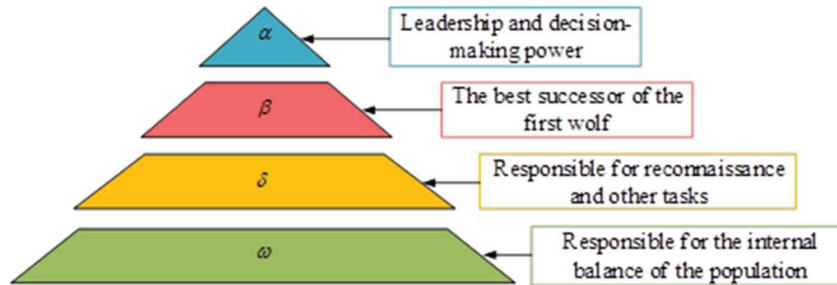 α
Leadership and decision-
making power
β
The best successor of the
first wolf
δ
Responsible for reconnaissance
and other tasks
ω
Responsible for the internal
balance of the population